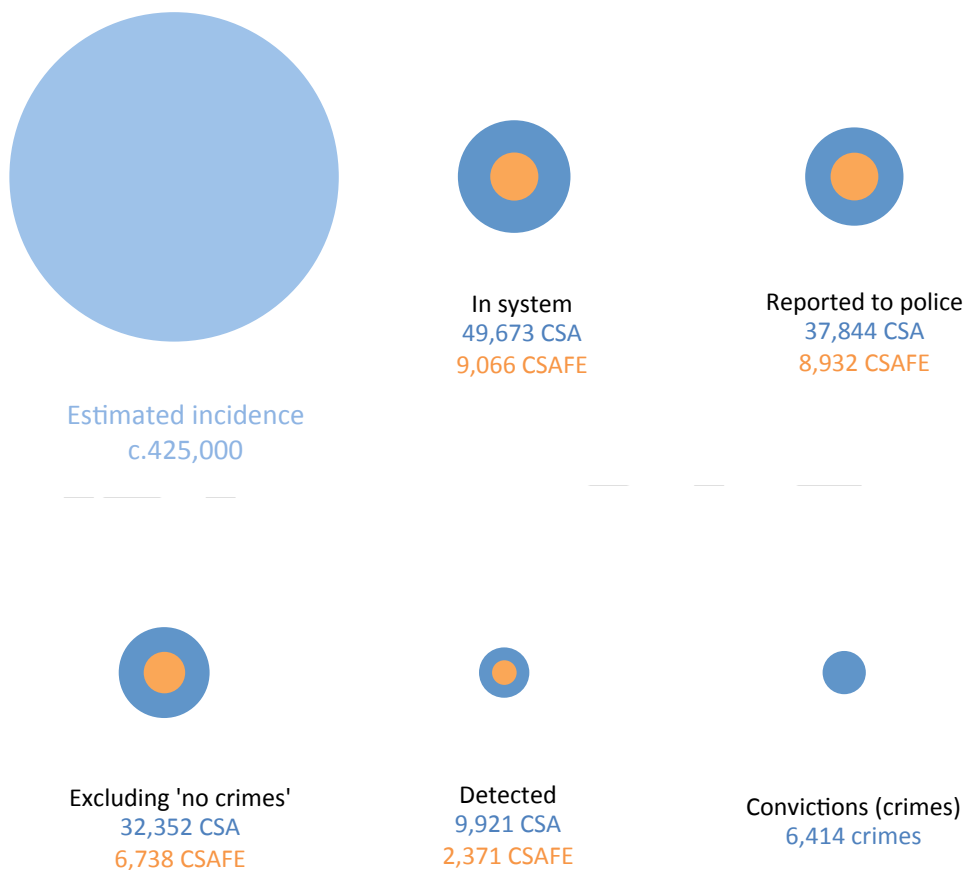 Estimated incidence
c.425,000
In system
49,673 CSA
9,066 CSAFE
Reported to police
37,844 CSA
8,932 CSAFE
Excluding 'no crimes'
32,352 CSA
6,738 CSAFE
Detected
9,921 CSA
2,371 CSAFE
Convictions (crimes)
6,414 crimes